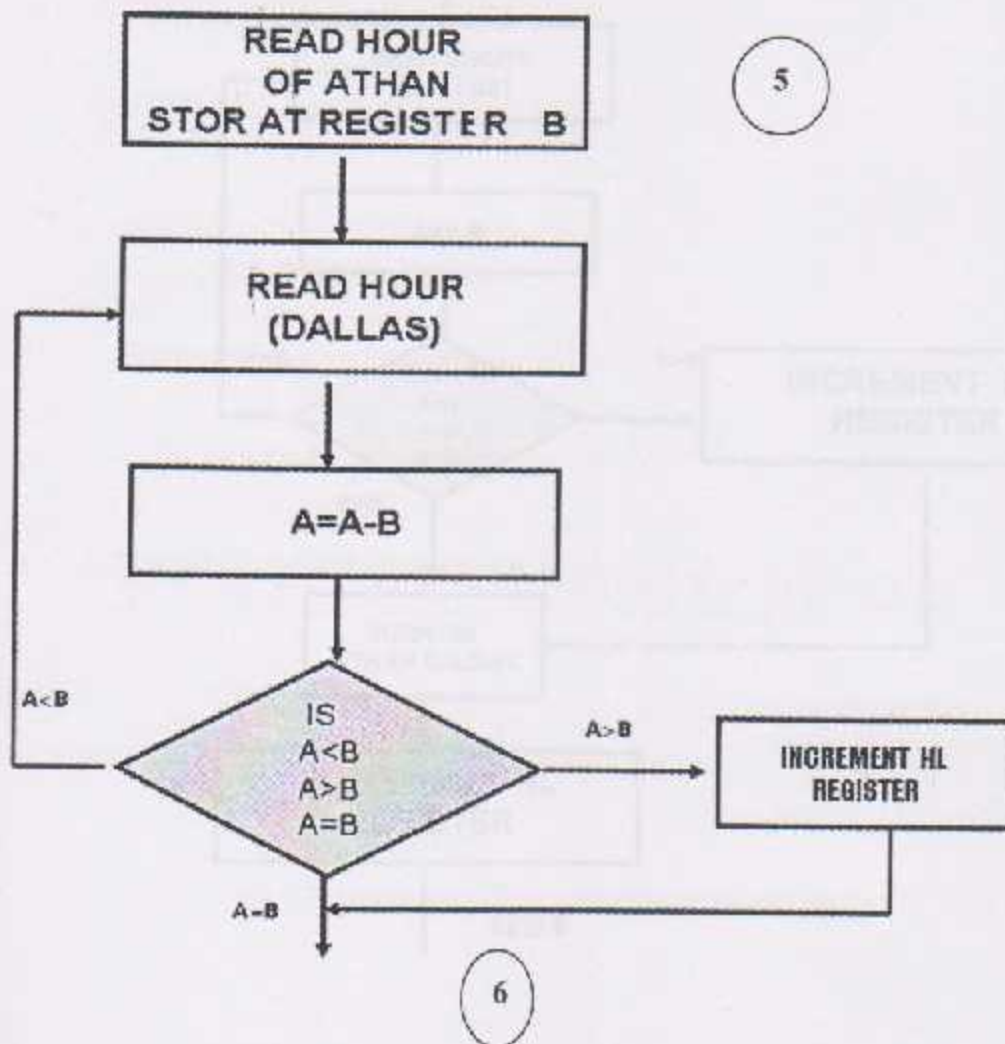 READ HOUR
OF ATHAN
STOR AT REGISTER B
5
READ HOUR
(DALLAS)
A=A-B
A<B
IS
A<B
A>B
A=B
A>B
INCREMENT HL
REGISTER
A=B
6